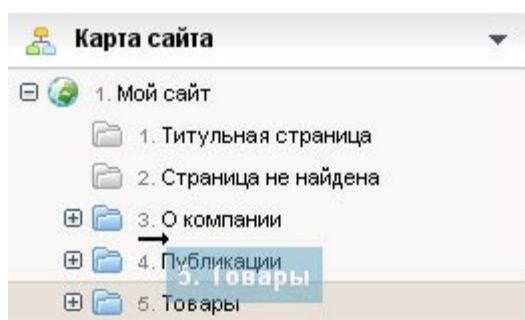 Карта сайта
1. Мой сайт
1. Титульная страница
2. Страница не найдена
3. О компании
4. Публикации
5. Товары
5. Товары